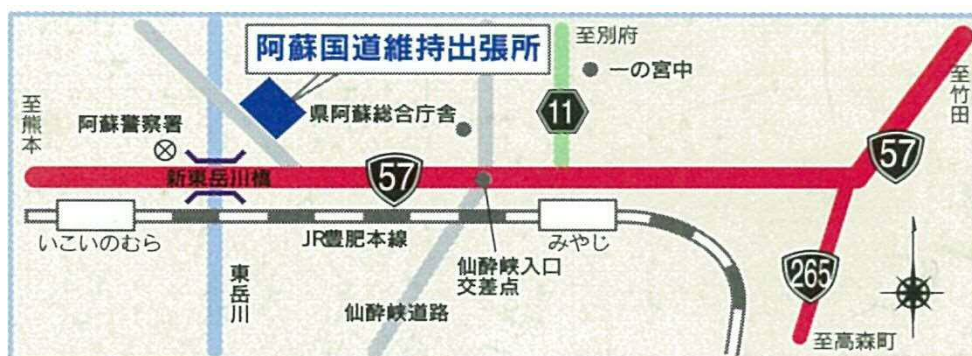 阿蘇国道維持出張所
至別府
一の宮中
至竹田
至熊本
阿蘇警察署
県阿蘇総合庁舎
11
57
新東岳川橋
57
いこいのむら
JR豊肥本線
みやじ
東岳川
仙酔峡入口
交差点
仙酔峡道路
265
至高森町